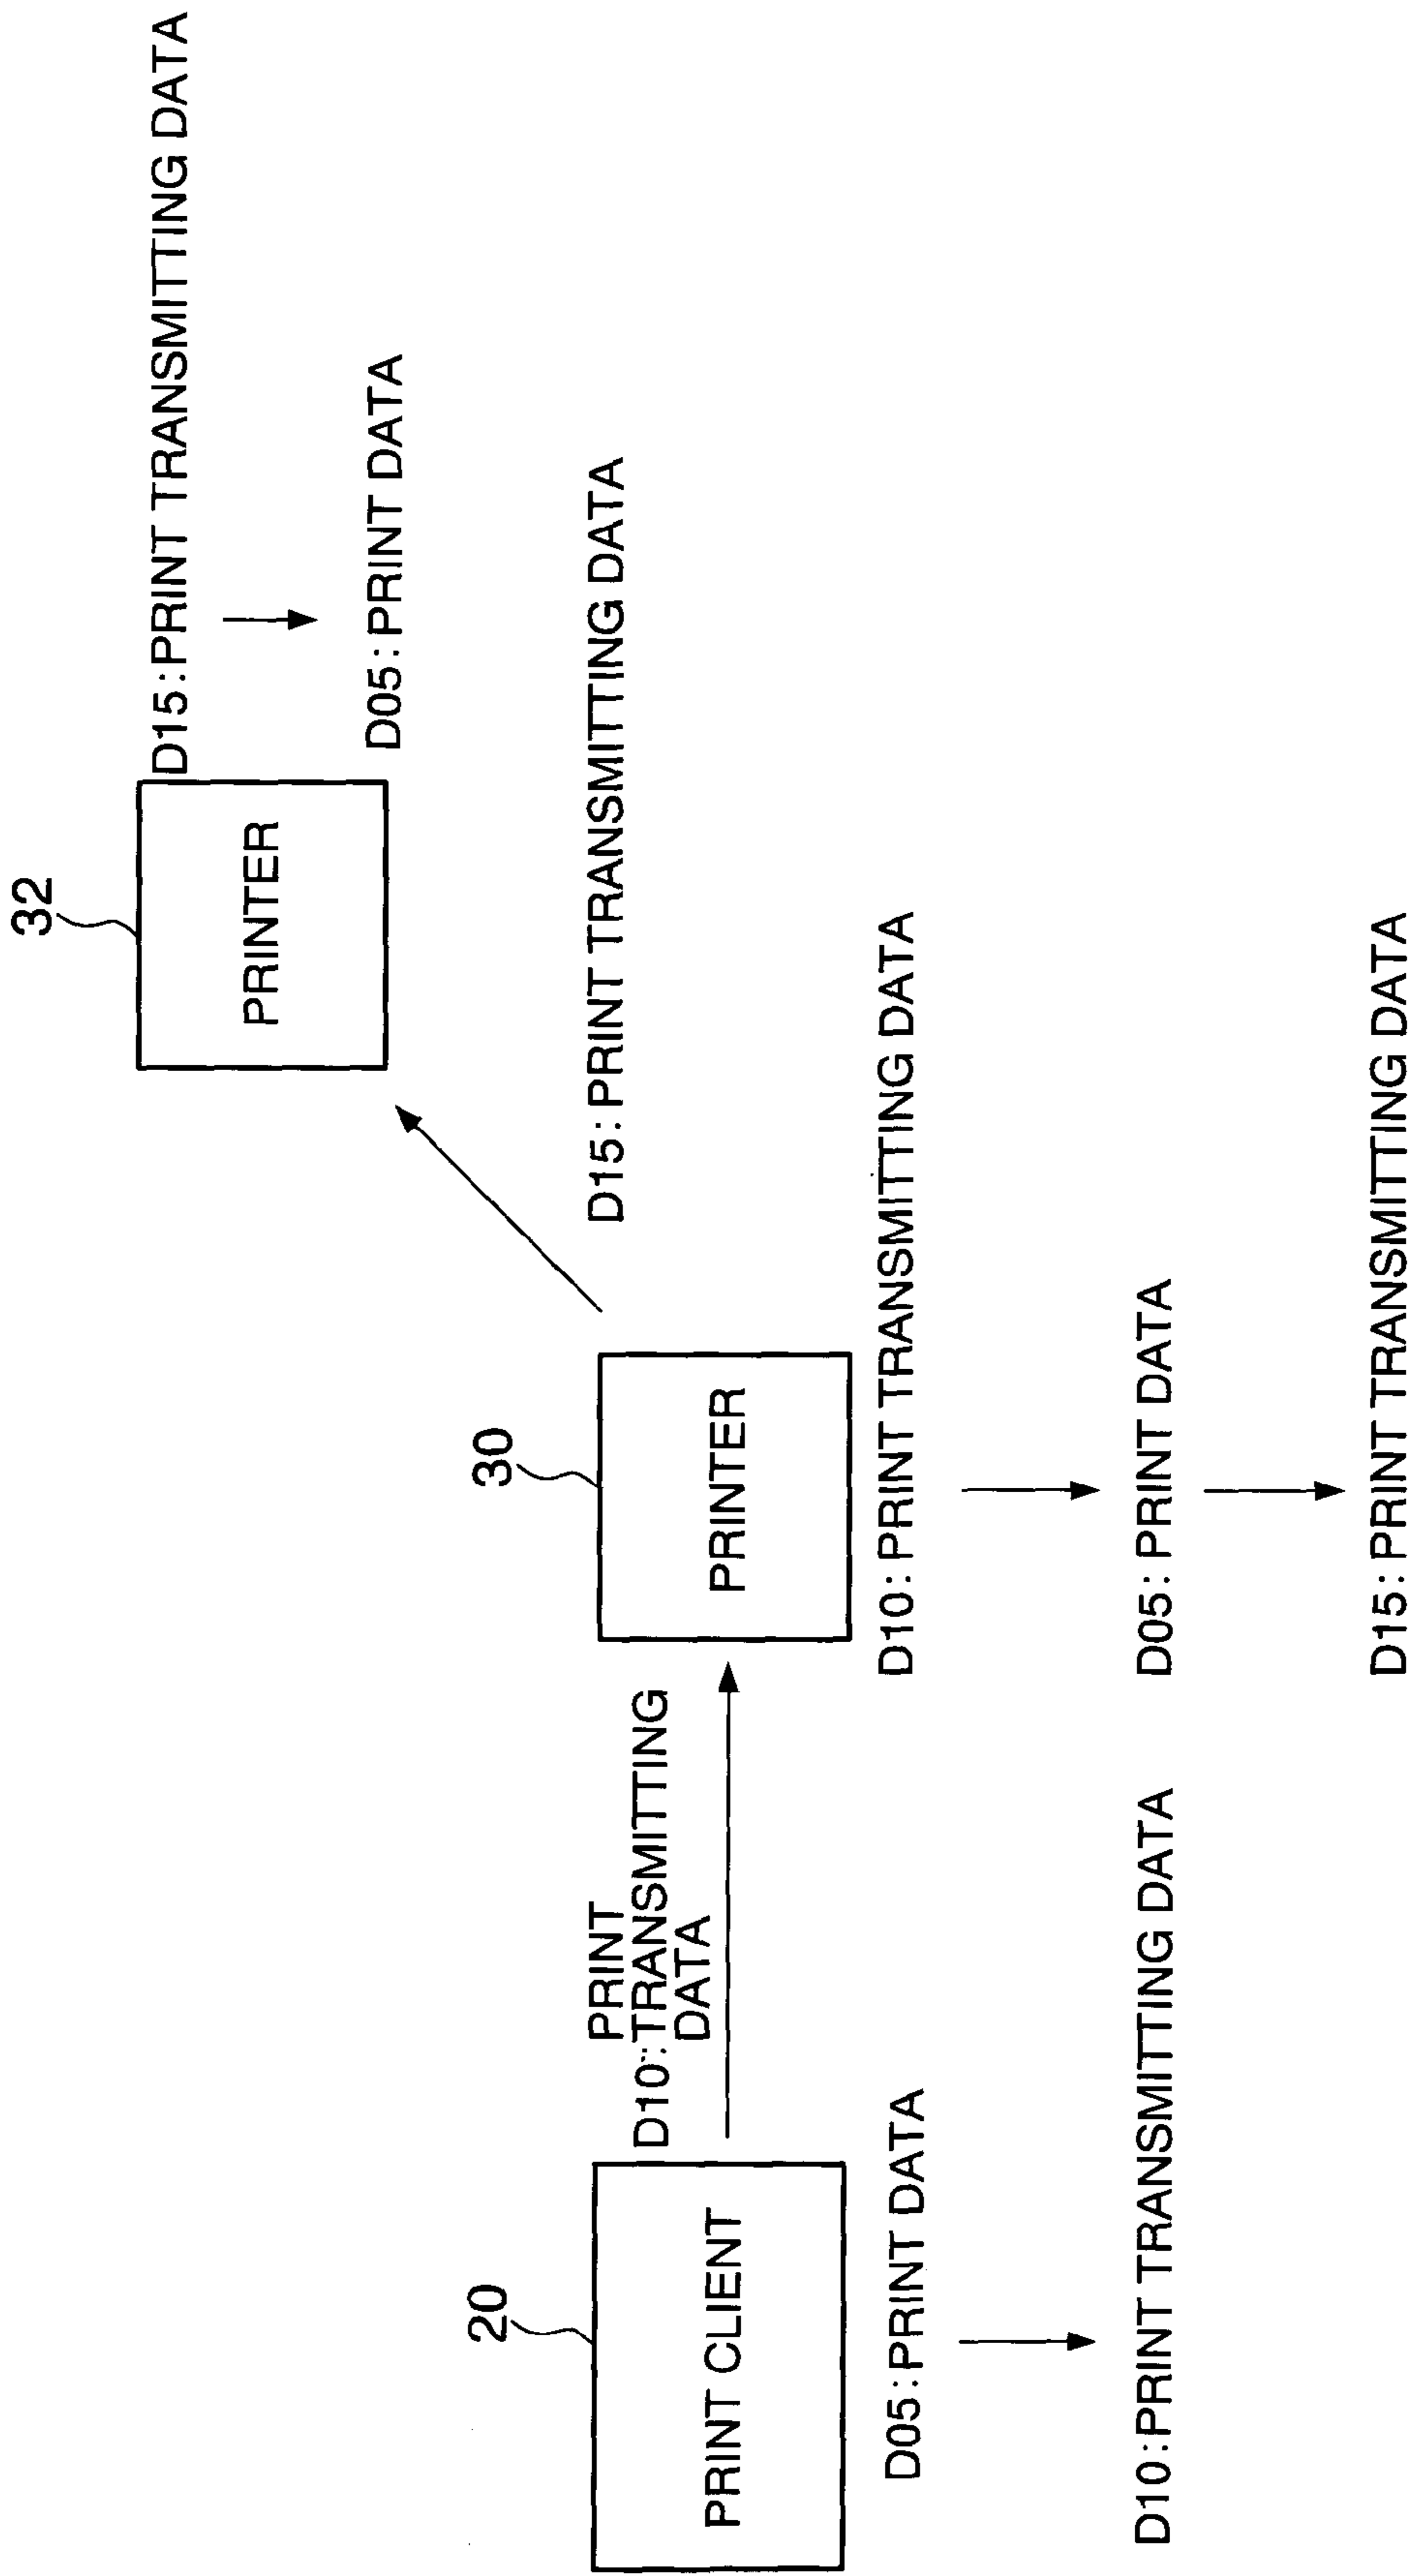 20
PRINT CLIENT
D05:PRINT DATA
D10:PRINT TRANSMITTING DATA
PRINT
D10:TRANSMITTING
DATA
30
PRINTER
D10:PRINT TRANSMITTING DATA
D05:PRINT DATA
D15:PRINT TRANSMITTING DATA
D15:PRINT TRANSMITTING DATA
32
PRINTER
D15:PRINT TRANSMITTING DATA
D05:PRINT DATA